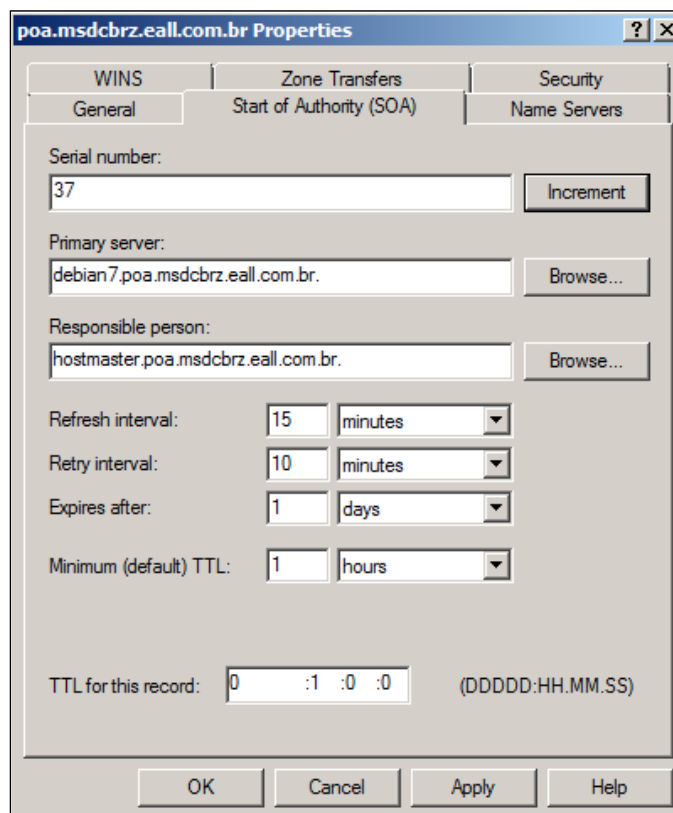 poa.msdcbrz.eall.com.br Properties
WINS Zone Transfers Security
General Start of Authority (SOA) Name Servers
Serial number:
37 Increment
Primary server:
debian7.poa.msdcbrz.eall.com.br. Browse...
Responsible person:
hostmaster.poa.msdcbrz.eall.com.br. Browse...
Refresh interval: 15 minutes
Retry interval: 10 minutes
Expires after: 1 days
Minimum (default) TTL: 1 hours
TTL for this record: 0 :1 :0 :0 (DDDDD:HH.MM.SS)
OK Cancel Apply Help